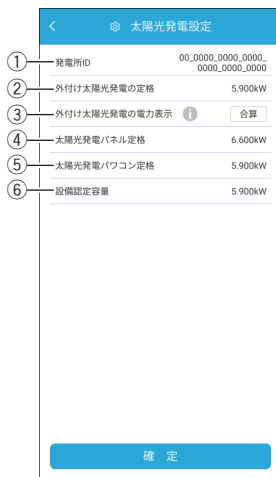 太陽光発電設定
① 発電所ID 00_0000_0000_0000_
0000_0000_0000
② 外付け太陽光発電の定格 5.900kW
③ 外付け太陽光発電の電力表示 i 合算
④ 太陽光発電パネル定格 6.600kW
⑤ 太陽光発電パワコン定格 5.900kW
⑥ 設備認定容量 5.900kW
確 定